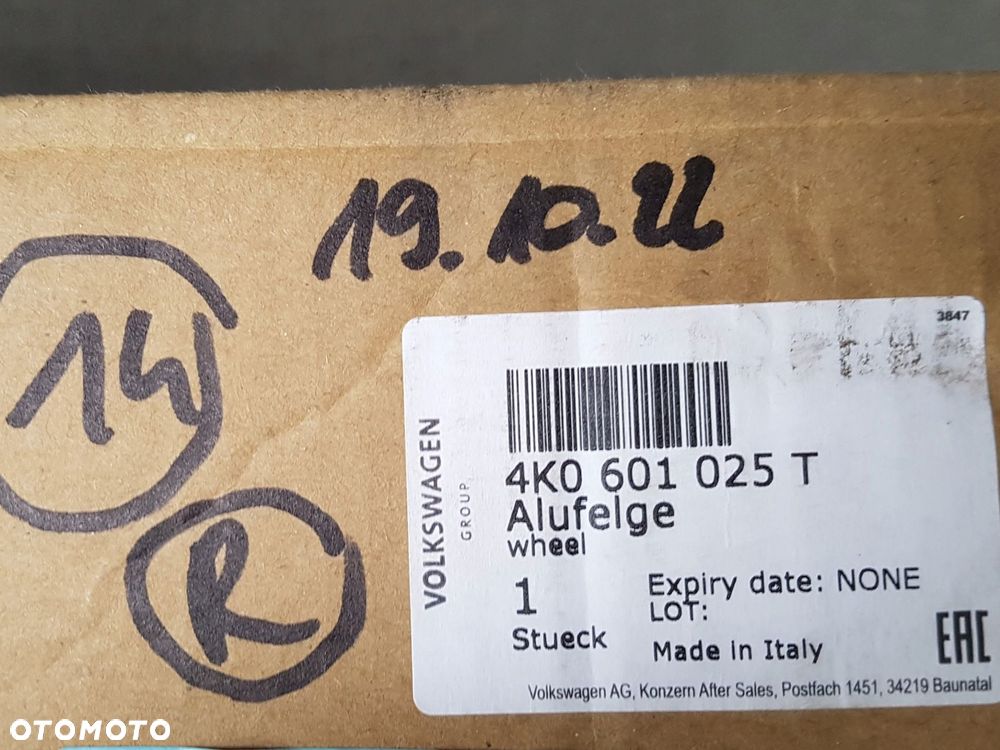 19.10.22
14
R
3847
VOLKSWAGEN
GROUP
4K0 601 025 T
Alufelge
wheel
1
Stueck
Expiry date: NONE
LOT:
Made in Italy
EAC
Volkswagen AG, Konzern After Sales, Postfach 1451, 34219 Baunatal
OTOMOTO